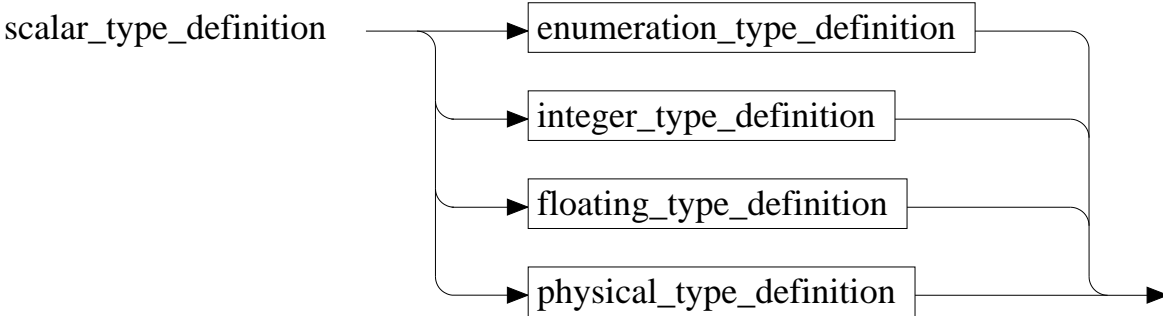 scalar_type_definition enumeration_type_definition
integer_type_definition
floating_type_definition
physical_type_definition